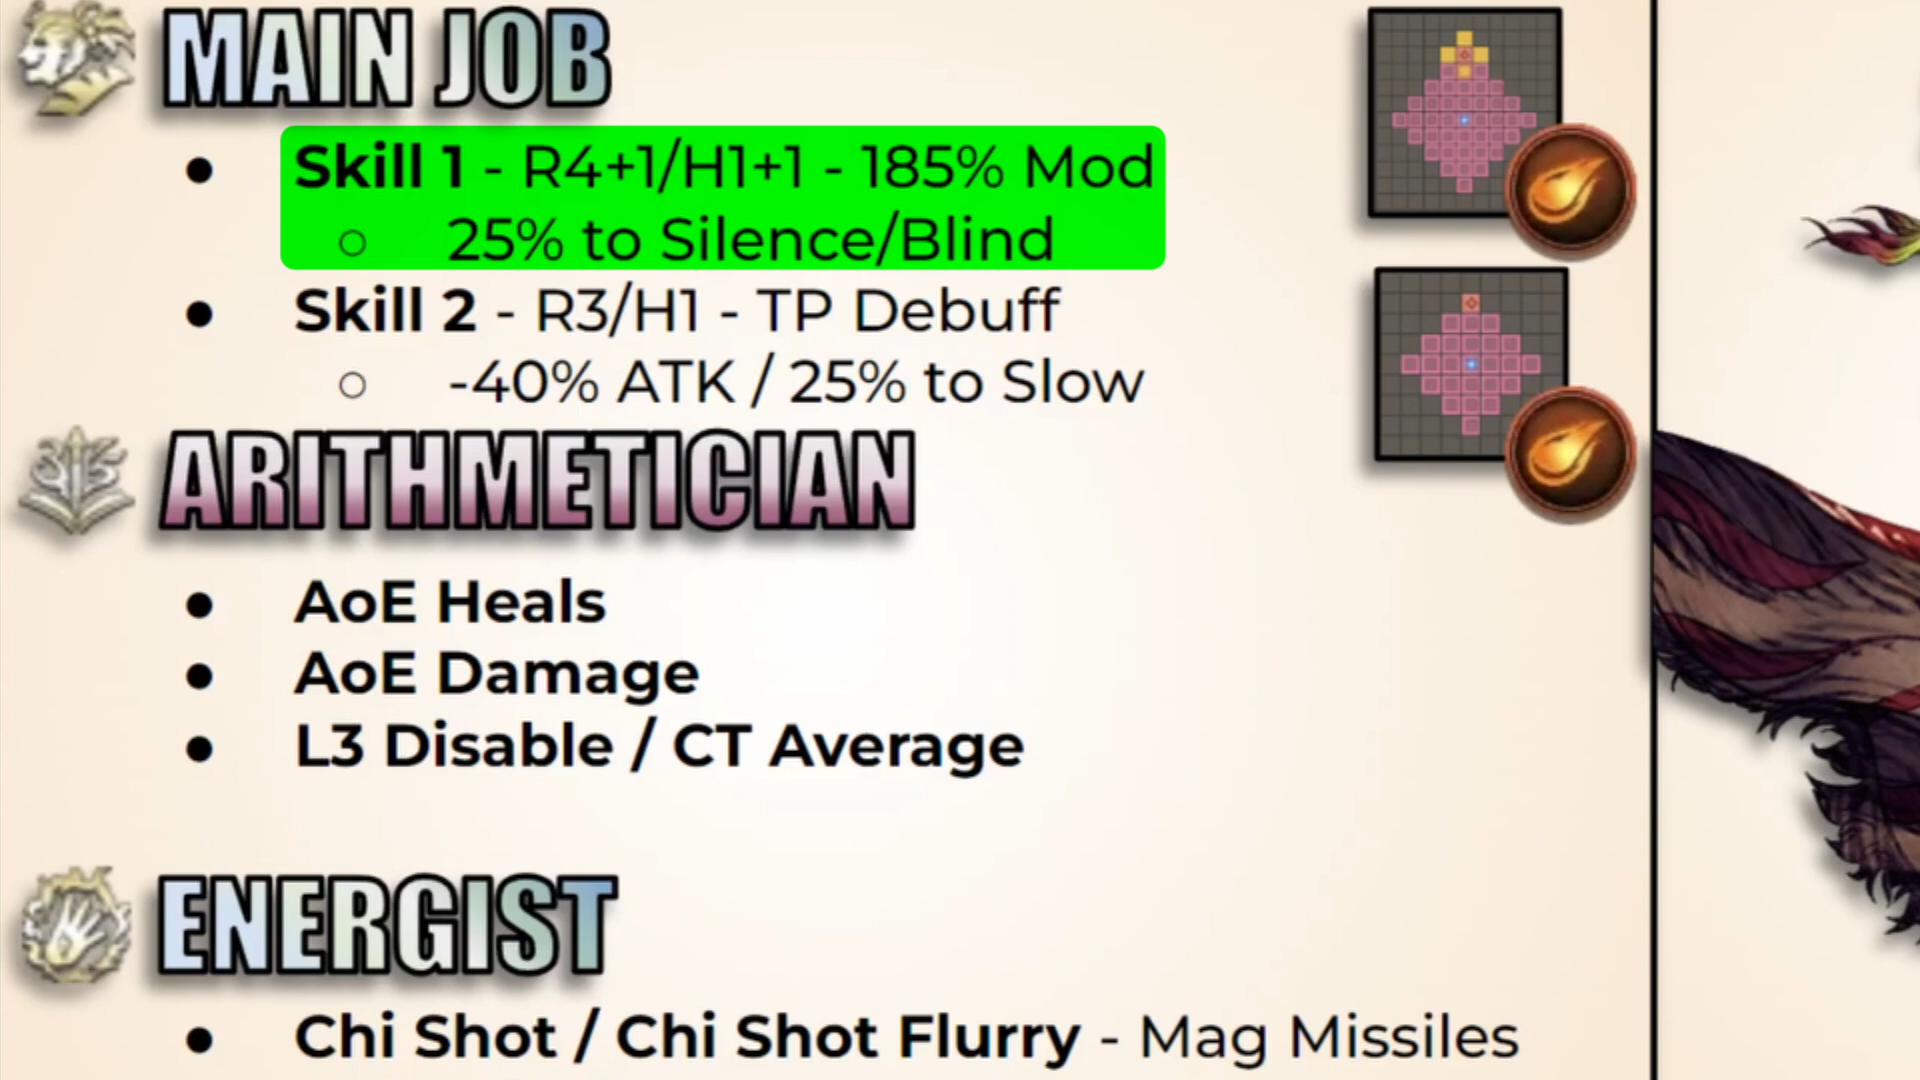 MAIN JOB
● Skill 1 - R4+1/H1+1 - 185% Mod
○ 25% to Silence/Blind
● Skill 2 - R3/H1 - TP Debuff
○ -40% ATK / 25% to Slow
ARITHMETICIAN
● AoE Heals
● AoE Damage
● L3 Disable / CT Average
ENERGIST
● Chi Shot / Chi Shot Flurry - Mag Missiles